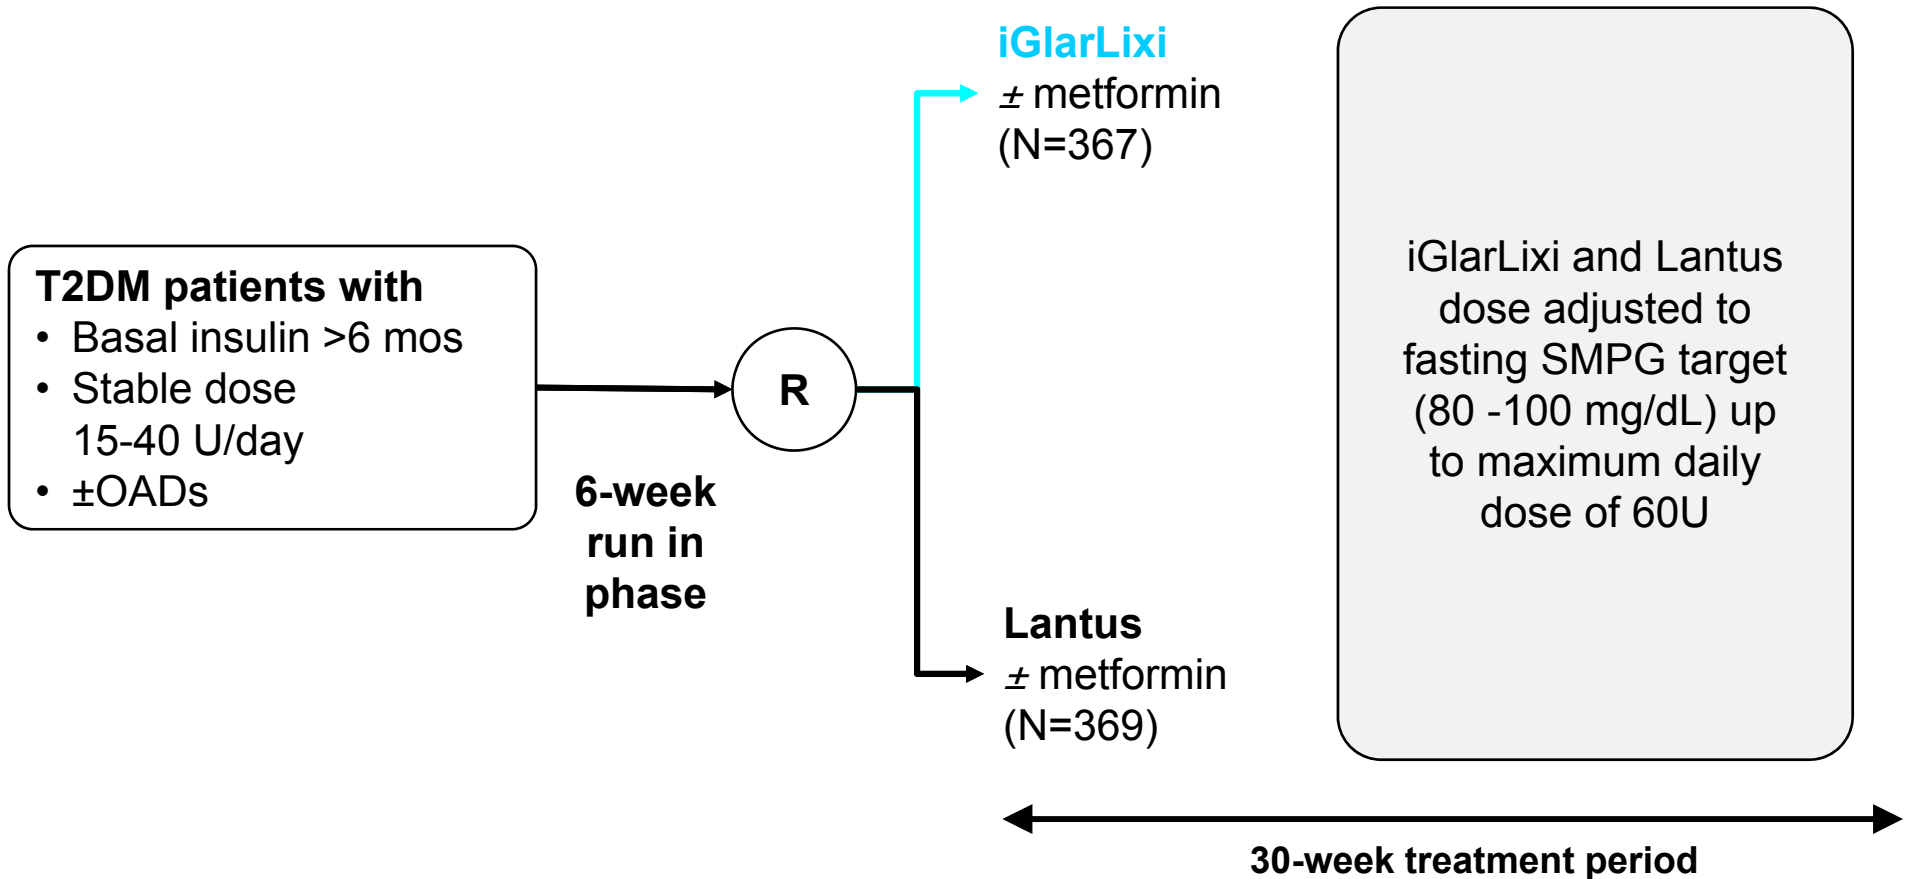 T2DM patients with
• Basal insulin >6 mos
• Stable dose
15-40 U/day
• ±OADs
6-week
run in
phase
R
iGlarLixi
± metformin
(N=367)
Lantus
± metformin
(N=369)
iGlarLixi and Lantus
dose adjusted to
fasting SMPG target
(80 -100 mg/dL) up
to maximum daily
dose of 60U
30-week treatment period